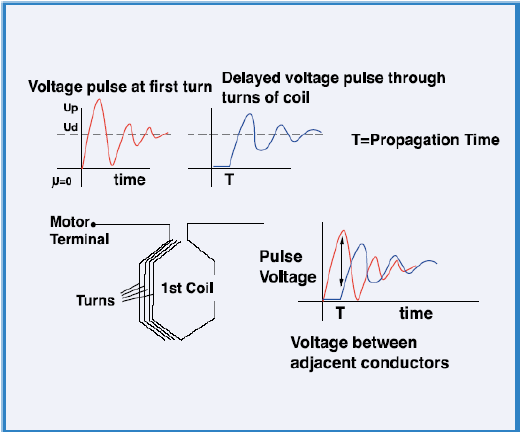 Voltage pulse at first turn
Delayed voltage pulse through
turns of coil
Up
Ud
μ=0
time
T
T=Propagation Time
Motor
Terminal
Turns
1st Coil
Pulse
Voltage
T
time
Voltage between
adjacent conductors